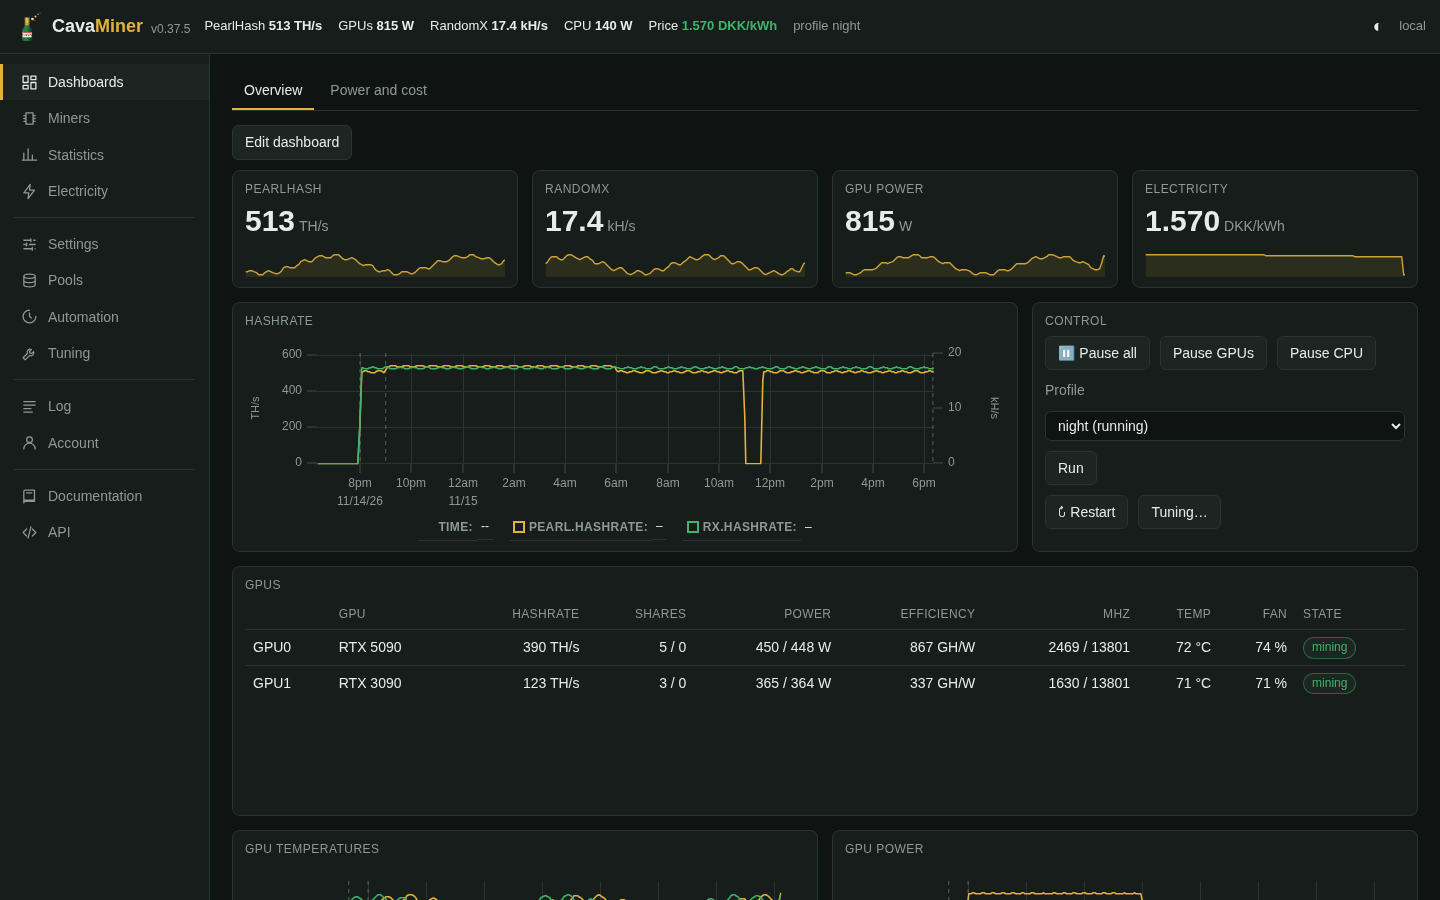 CavaMiner v0.37.5 PearlHash 513 TH/s GPUs 815 W RandomX 17.4 kH/s CPU 140 W Price 1.570 DKK/kWh profile night local
Dashboards
Miners
Statistics
Electricity
Settings
Pools
Automation
Tuning
Log
Account
Documentation
API
Overview Power and cost
Edit dashboard
PEARLHASH
513 TH/s
RANDOMX
17.4 kH/s
GPU POWER
815 W
ELECTRICITY
1.570 DKK/kWh
HASHRATE
600
400
200
0
TH/s
20
10
0
kH/s
8pm 10pm 12am 2am 4am 6am 8am 10am 12pm 2pm 4pm 6pm
11/14/26 11/15
TIME: -- PEARL.HASHRATE: – RX.HASHRATE: –
CONTROL
Pause all Pause GPUs Pause CPU
Profile
night (running)
Run
Restart Tuning…
GPUS
GPU HASHRATE SHARES POWER EFFICIENCY MHZ TEMP FAN STATE
GPU0 RTX 5090 390 TH/s 5 / 0 450 / 448 W 867 GH/W 2469 / 13801 72 °C 74 % mining
GPU1 RTX 3090 123 TH/s 3 / 0 365 / 364 W 337 GH/W 1630 / 13801 71 °C 71 % mining
GPU TEMPERATURES
GPU POWER